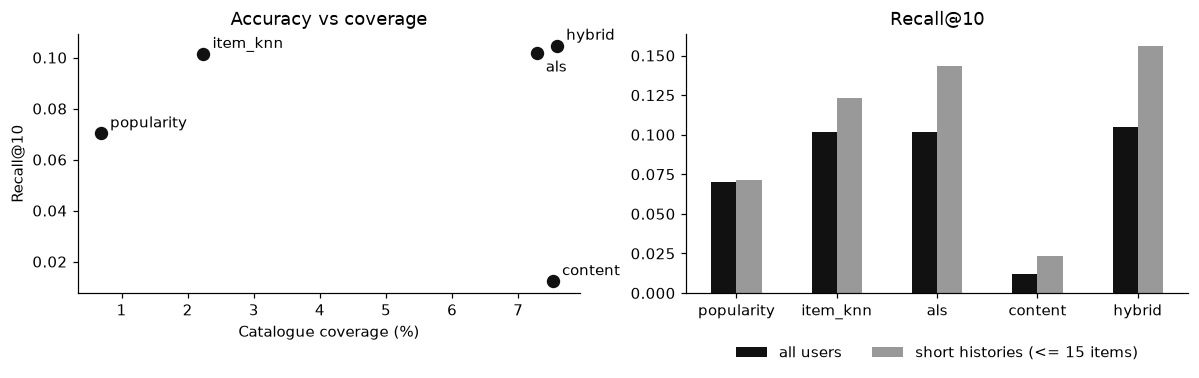 Accuracy vs coverage
Recall@10
0.10
0.08
0.06
0.04
0.02
popularity
item_knn
hybrid
als
content
1 2 3 4 5 6 7
Catalogue coverage (%)
Recall@10
0.150
0.125
0.100
0.075
0.050
0.025
0.000
popularity item_knn als content hybrid
all users short histories (<= 15 items)